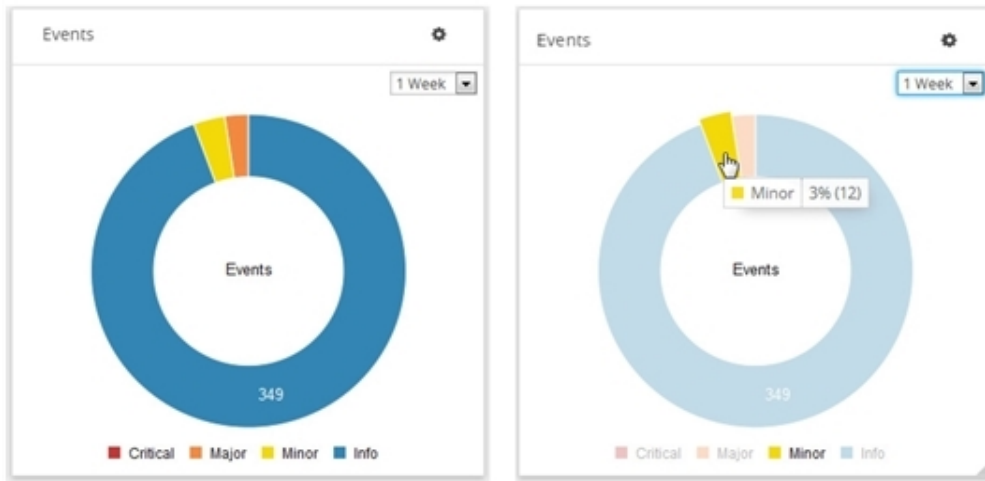 Events
1 Week
Events
349
Critical Major Minor Info
Events
1 Week
Minor 3% (12)
Events
349
Critical Major Minor Info